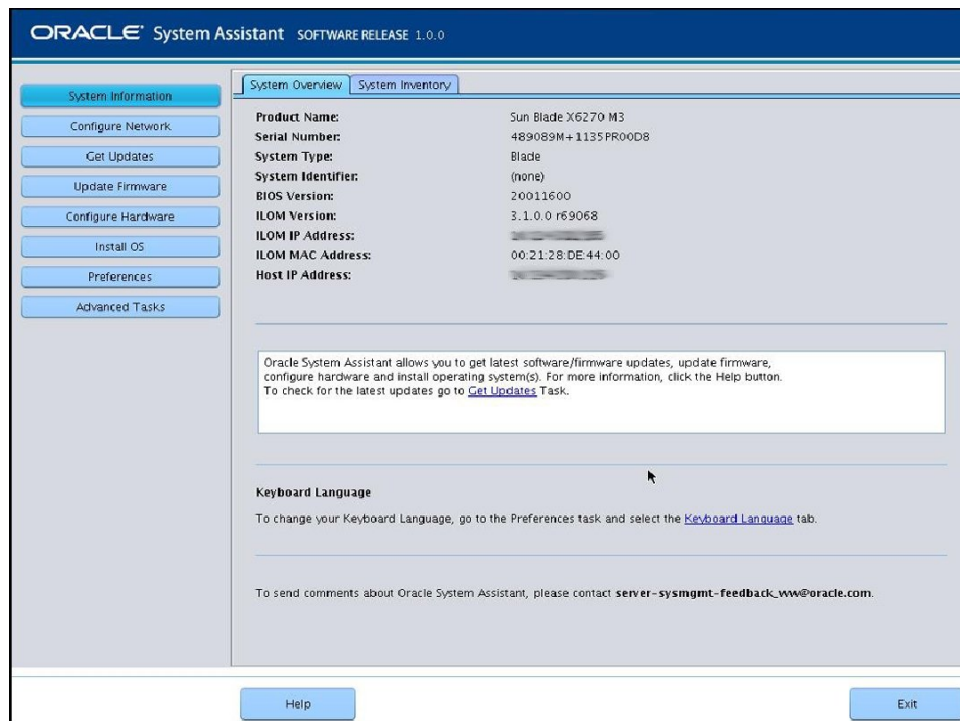 ORACLE® System Assistant SOFTWARE RELEASE 1.0.0
System Information
Configure Network
Get Updates
Update Firmware
Configure Hardware
Install OS
Preferences
Advanced Tasks
System Overview
System Inventory
Product Name: Sun Blade X6270 M3
Serial Number: 489089M+1135PR00D8
System Type: Blade
System Identifier: (none)
BIOS Version: 20011600
ILOM Version: 3.1.0.0 r69068
ILOM IP Address:
ILOM MAC Address: 00:21:28:DE:44:00
Host IP Address:
Oracle System Assistant allows you to get latest software/firmware updates, update firmware,
configure hardware and install operating system(s). For more information, click the Help button.
To check for the latest updates go to Get Updates Task.
Keyboard Language
To change your Keyboard Language, go to the Preferences task and select the Keyboard Language tab.
To send comments about Oracle System Assistant, please contact server-sysmgmt-feedback_ww@oracle.com.
Help
Exit